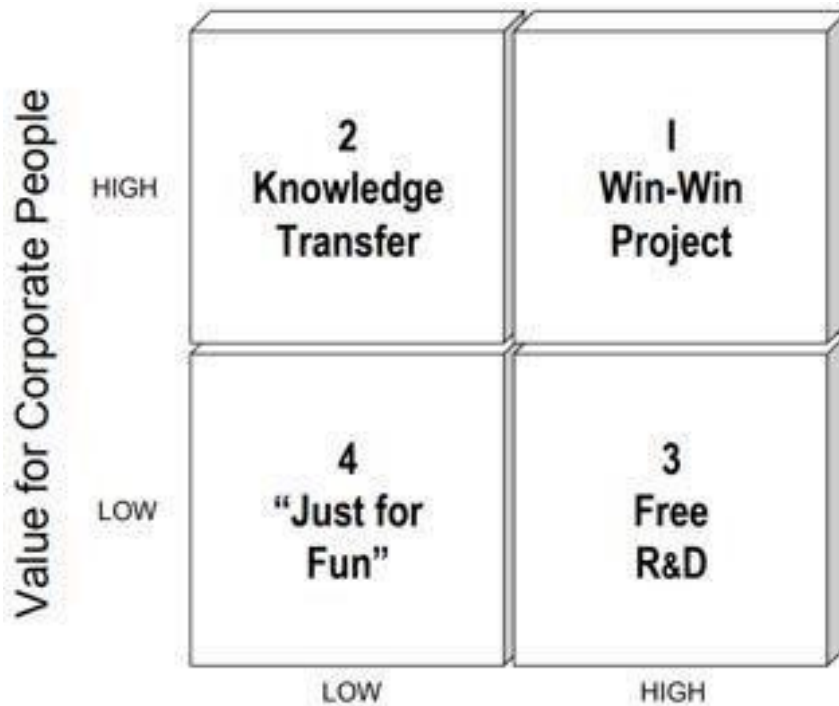 Value for Corporate People
HIGH
2
Knowledge
Transfer
I
Win-Win
Project
LOW
4
“Just for
Fun”
3
Free
R&D
LOW
HIGH